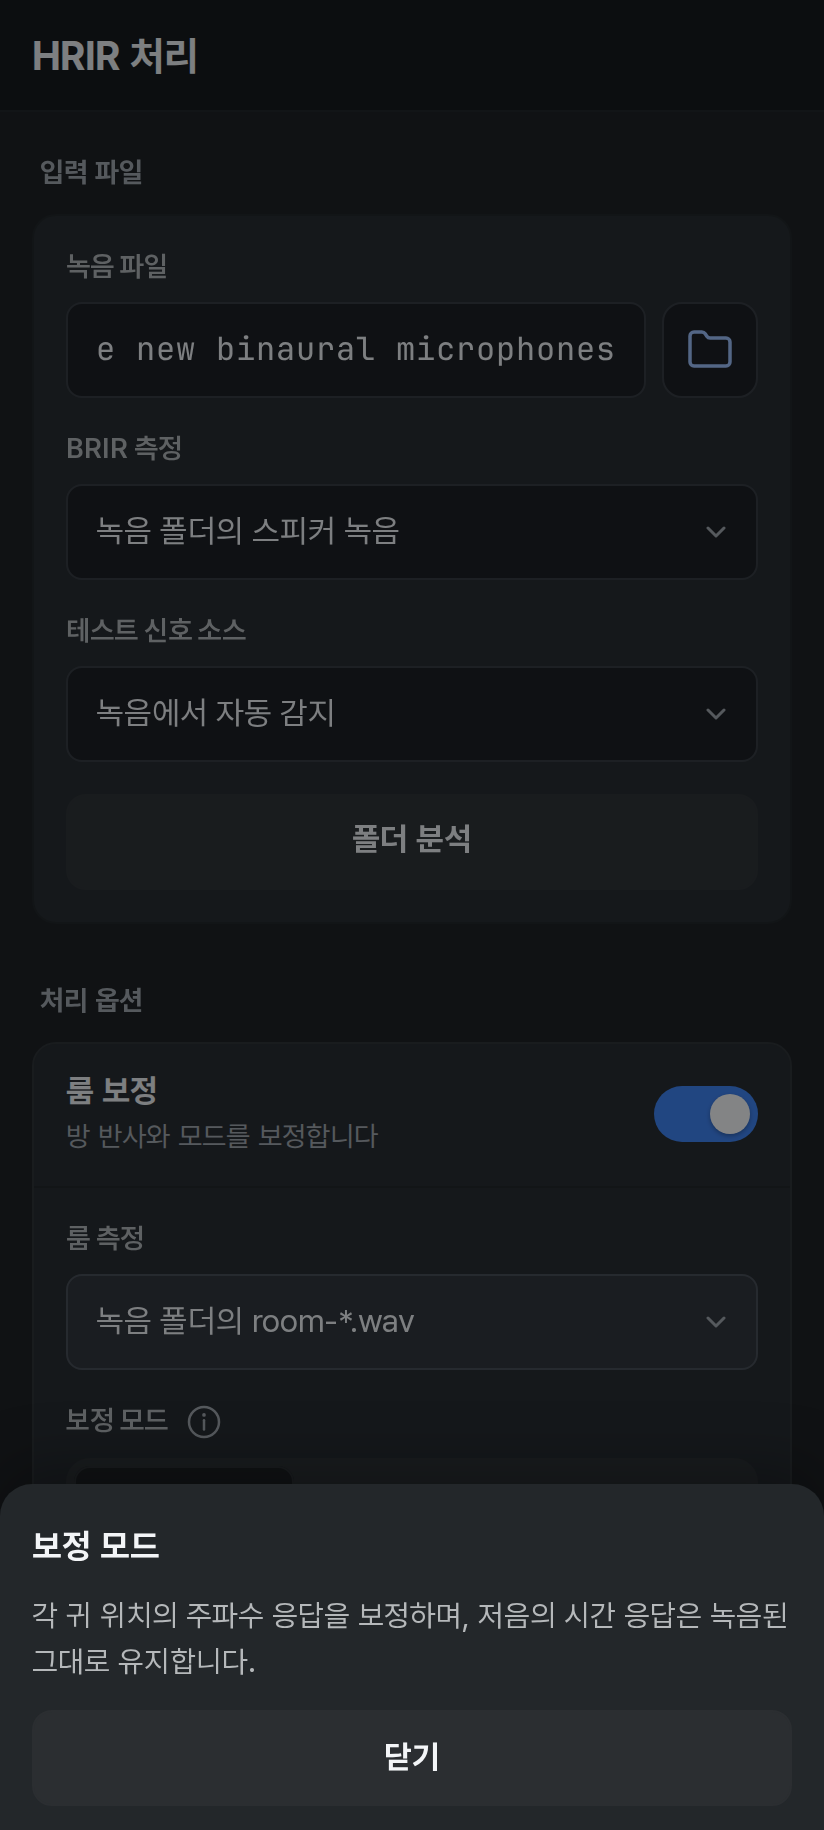 HRIR 처리
입력 파일
녹음 파일
e new binaural microphones
BRIR 측정
녹음 폴더의 스피커 녹음
테스트 신호 소스
녹음에서 자동 감지
폴더 분석
처리 옵션
룸 보정
방 반사와 모드를 보정합니다
룸 측정
녹음 폴더의 room-*.wav
보정 모드
보정 모드
각 귀 위치의 주파수 응답을 보정하며, 저음의 시간 응답은 녹음된
그대로 유지합니다.
닫기